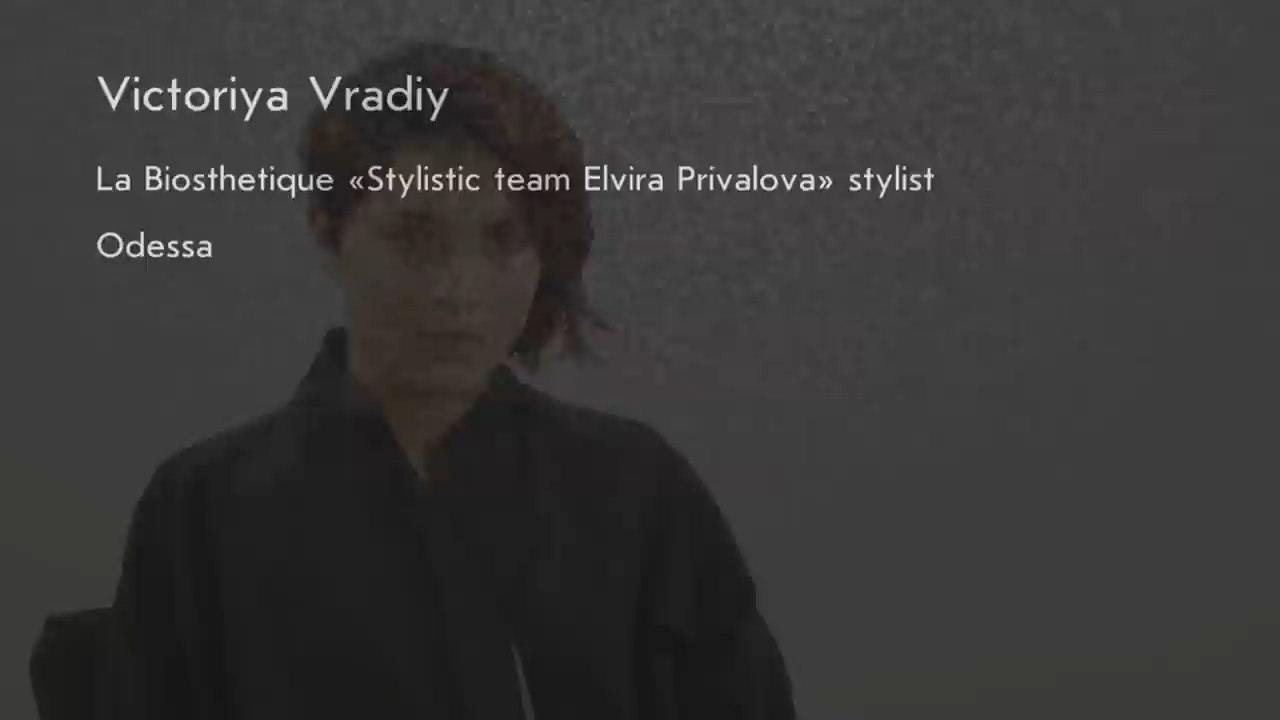 Victoriya Vradiy
La Biosthetique «Stylistic team Elvira Privalova» stylist
Odessa